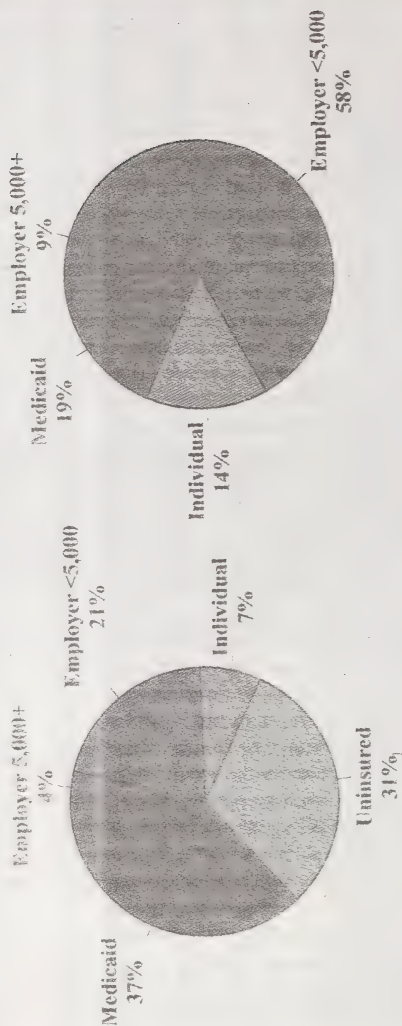 Employer 5,000+
4%
Employer <5,000
21%
Individual
7%
Uninsured
31%
Medicaid
37%
Employer 5,000+
9%
Employer <5,000
58%
Individual
14%
Medicaid
19%